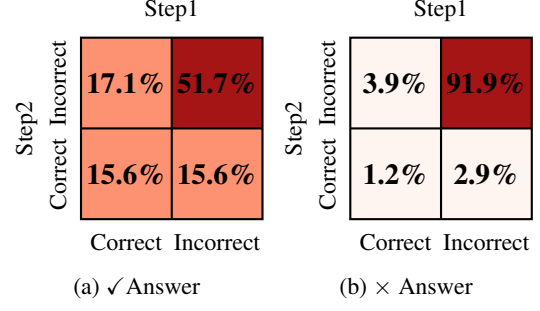 Step1
Step2
Incorrect
Correct
17.1% 51.7%
15.6% 15.6%
Correct Incorrect
(a) ✓Answer
Step1
Step2
Incorrect
Correct
3.9% 91.9%
1.2% 2.9%
Correct Incorrect
(b) × Answer